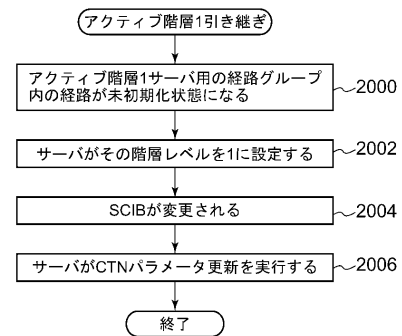 アクティブ階層1引き継ぎ
アクティブ階層1サーバ用の経路グループ
内の経路が未初期化状態になる
2000
サーバがその階層レベルを1に設定する
2002
SCIBが変更される
2004
サーバがCTNパラメータ更新を実行する
2006
終了